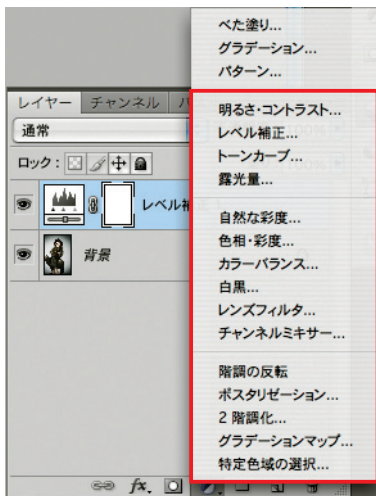 べた塗り...
グラデーション...
パターン...
レイヤー チャンネル
明るさ・コントラスト...
通常
レベル補正...
トーンカーブ...
ロック:
露光量...
レベル補
自然な彩度...
色相・彩度...
背景
カラーバランス...
白黒...
レンズフィルタ...
チャンネルミキサー...
階調の反転
ポスタリゼーション...
2 階調化...
グラデーションマップ...
特定色域の選択...
fx.